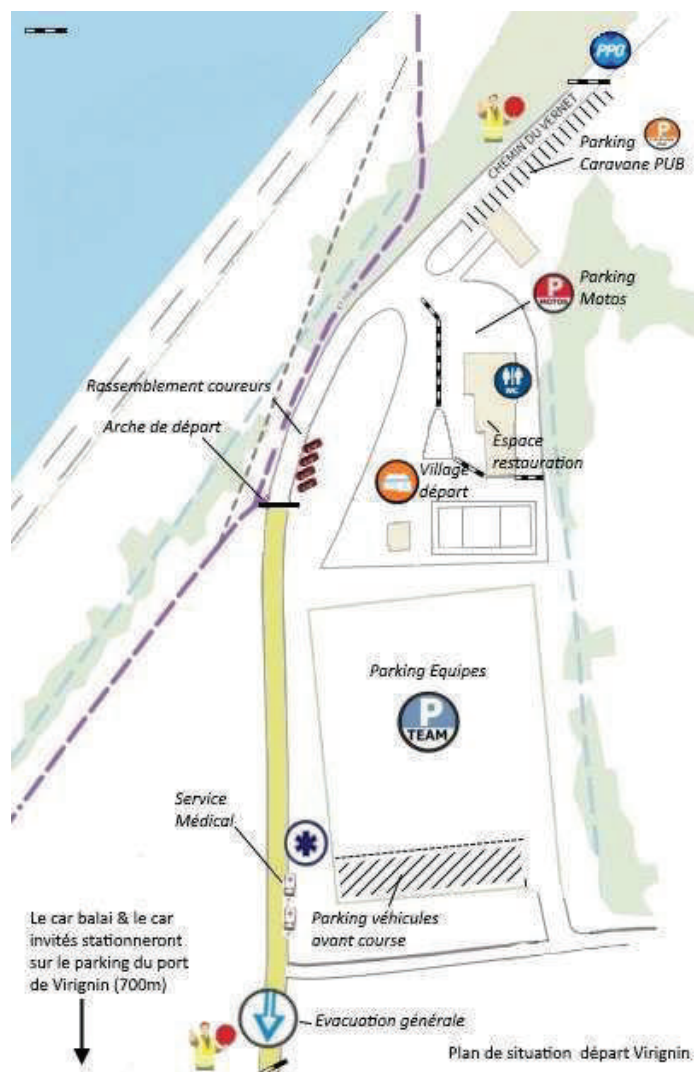 PPO
CHEMIN DU VERNET
P
Parking
Caravane PUB
P
MOTOS
Parking
Motos
Rassemblement coureurs
WC
Arche de départ
Espace
restauration
Village
départ
Parking Equipes
P
TEAM
Service
Médical
Parking véhicules
avant course
Le car balai & le car
invités stationneront
sur le parking du port
de Virignin (700m)
Evacuation générale
Plan de situation départ Virignin